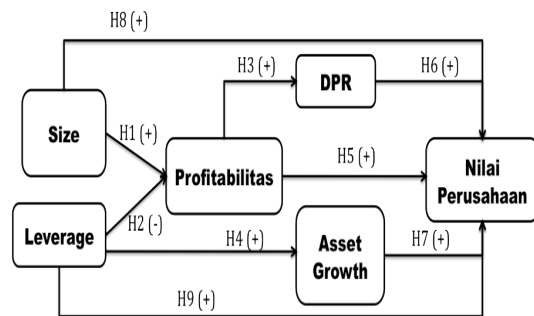 H8 (+)
H3 (+)
DPR
H6 (+)
Size
H1 (+)
Profitabilitas
H5 (+)
Nilai
Perusahaan
H2 (-)
Leverage
H4 (+)
Asset
Growth
H7 (+)
H9 (+)